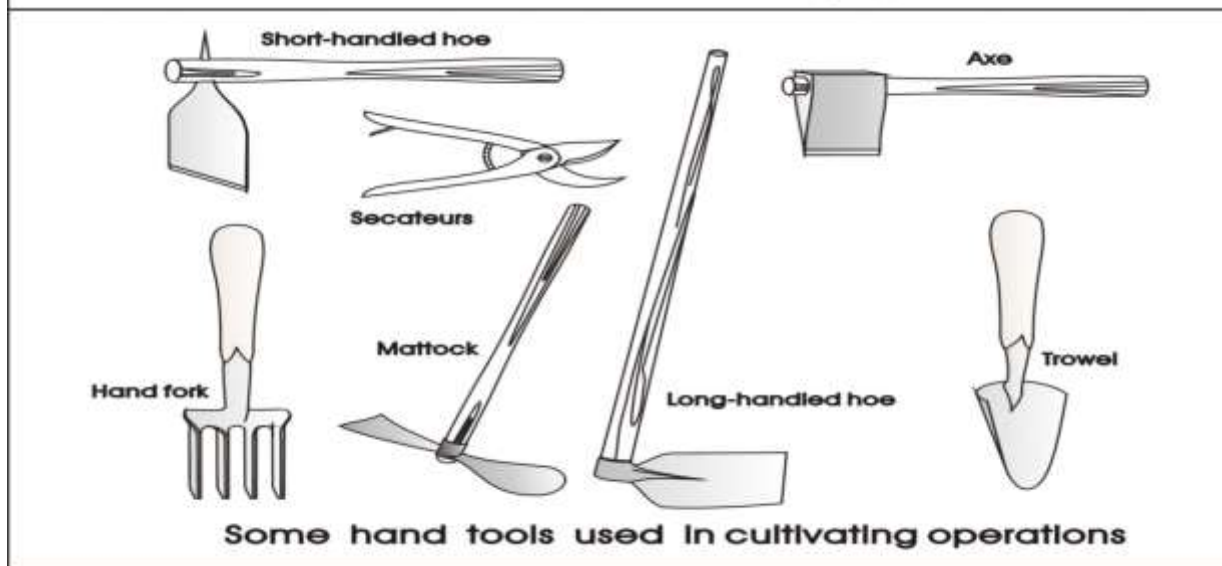 Short-handled hoe
Axe
Secateurs
Mattock
Hand fork
Long-handled hoe
Trowel
Some hand tools used in cultivating operations